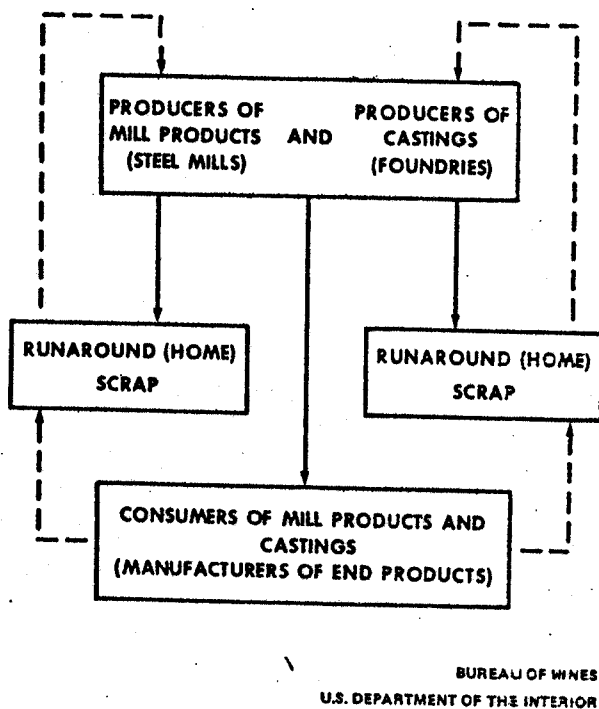 PRODUCERS OF
MILL PRODUCTS AND
(STEEL MILLS)
PRODUCERS OF
CASTINGS
(FOUNDRIES)
RUNAROUND (HOME)
SCRAP
RUNAROUND (HOME)
SCRAP
CONSUMERS OF MILL PRODUCTS AND
CASTINGS
(MANUFACTURERS OF END PRODUCTS)
BUREAU OF MINES
U.S. DEPARTMENT OF THE INTERIOR